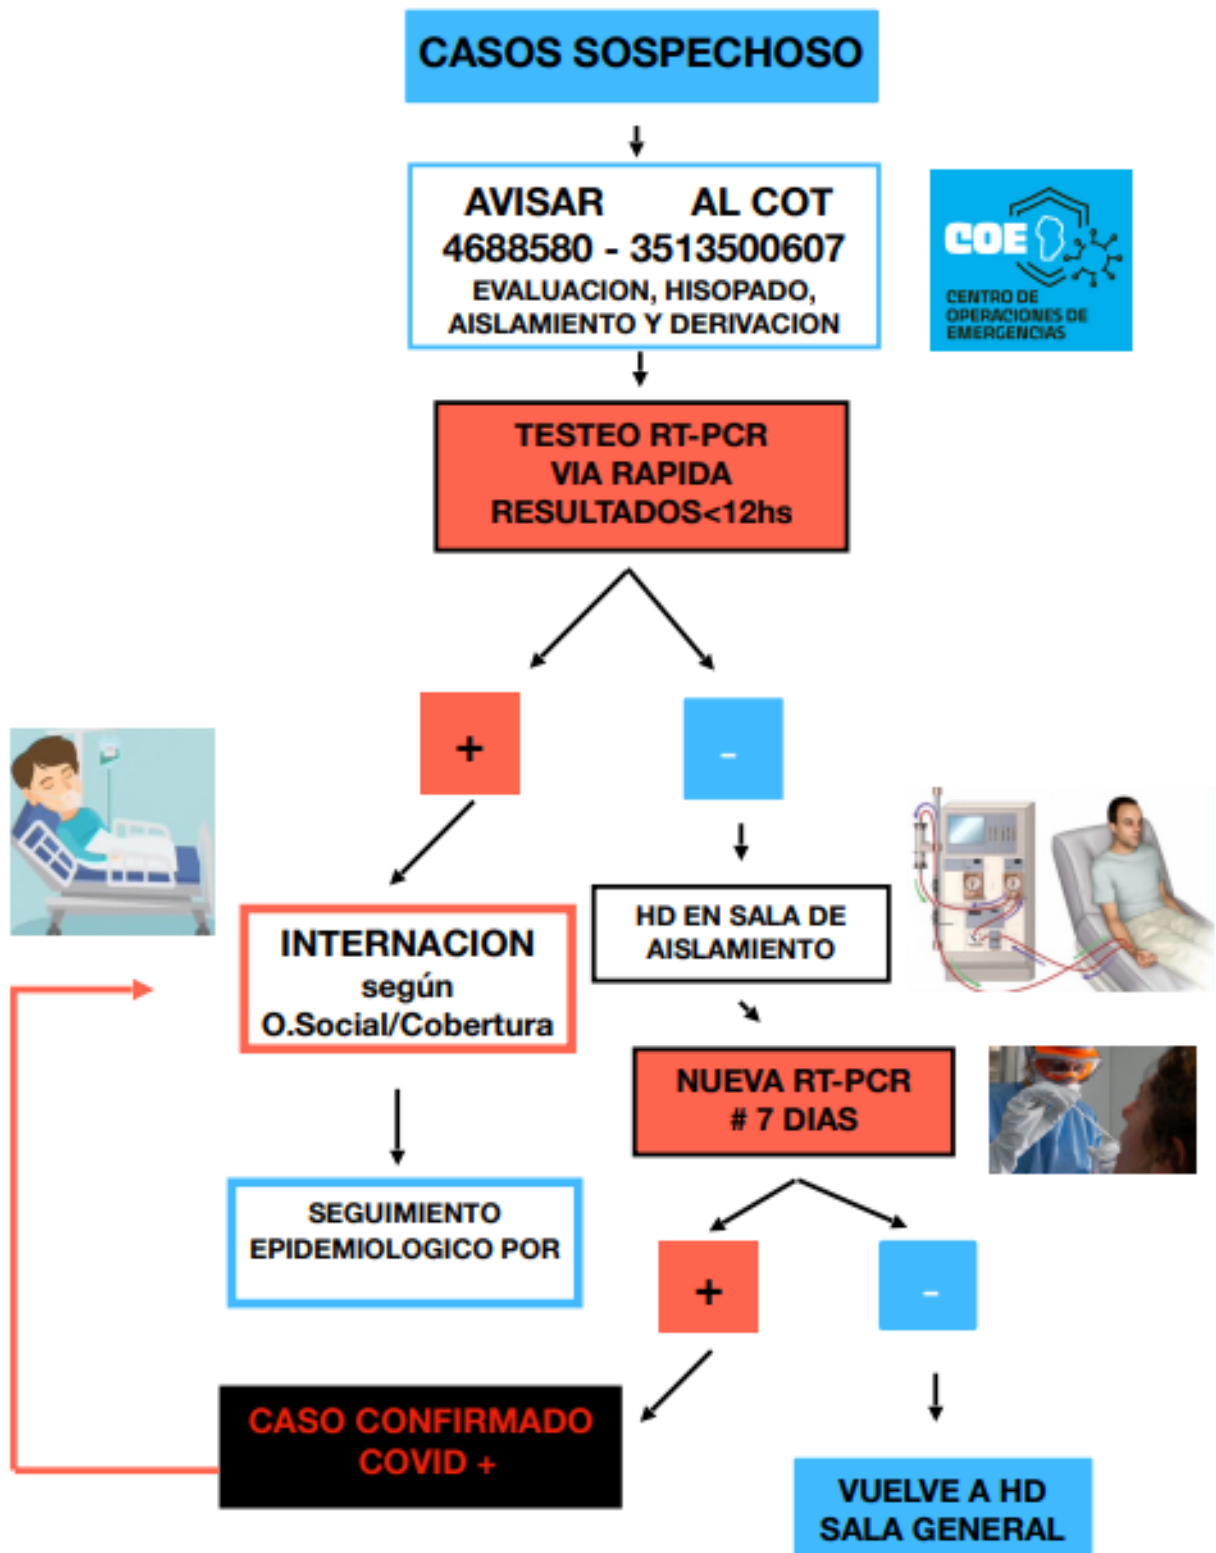 CASOS SOSPECHOSO
AVISAR AL COT
4688580 - 3513500607
EVALUACION, HISOPADO,
AISLAMIENTO Y DERIVACION
COE
CENTRO DE
OPERACIONES DE
EMERGENCIAS
TESTEO RT-PCR
VIA RAPIDA
RESULTADOS<12hs
+
-
INTERNACION
según
O.Social/Cobertura
HD EN SALA DE
AISLAMIENTO
NUEVA RT-PCR
# 7 DIAS
SEGUIMIENTO
EPIDEMIOLOGICO POR
+
-
CASO CONFIRMADO
COVID +
VUELVE A HD
SALA GENERAL